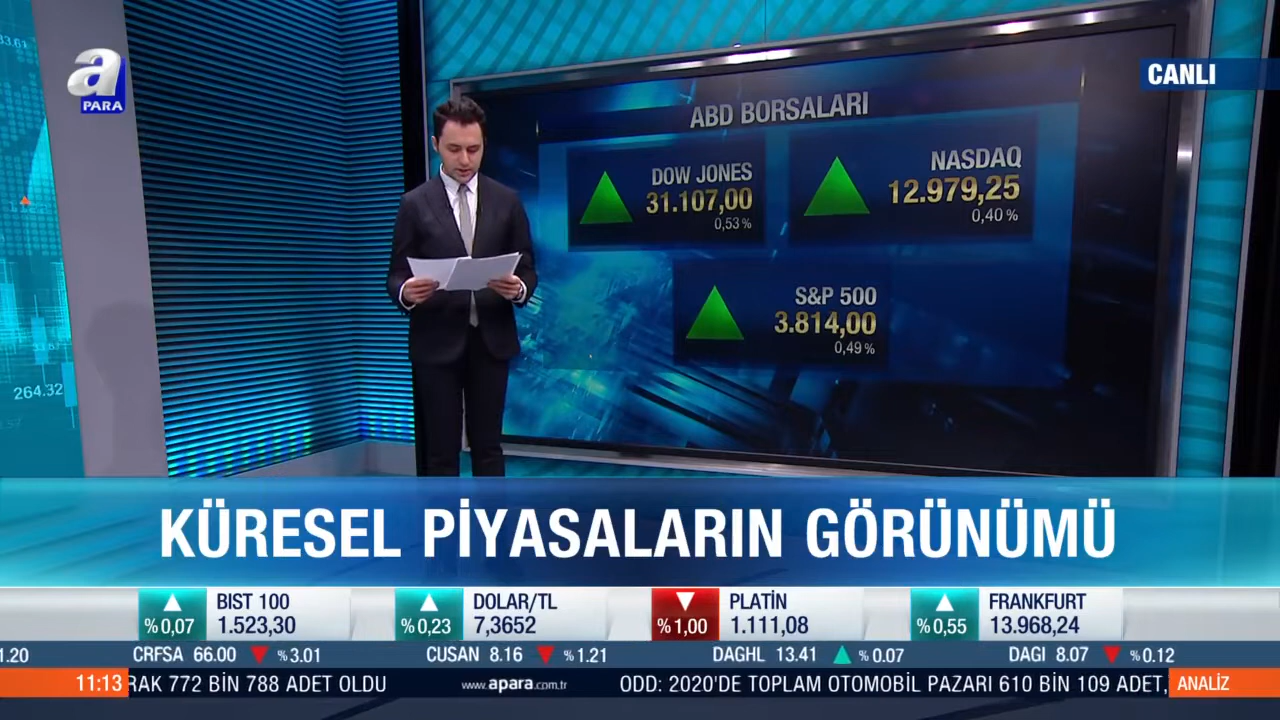 a
PARA
CANLI
ABD BORSALARI
DOW JONES
31.107,00
0,53 %
NASDAQ
12.979,25
0,40 %
S&P 500
3.814,00
0,49 %
264.32
KÜRESEL PİYASALARIN GÖRÜNÜMÜ
%0,07 BIST 100 1.523,30
%0,23 DOLAR/TL 7,3652
%1,00 PLATİN 1.111,08
%0,55 FRANKFURT 13.968,24
1.20 CRFSA 66.00 %3.01 CUSAN 8.16 %1.21 DAGHL 13.41 %0.07 DAGI 8.07 %0.12
11:13 RAK 772 BİN 788 ADET OLDU www.apara.com.tr ODD: 2020'DE TOPLAM OTOMOBİL PAZARI 610 BİN 109 ADET, ANALİZ